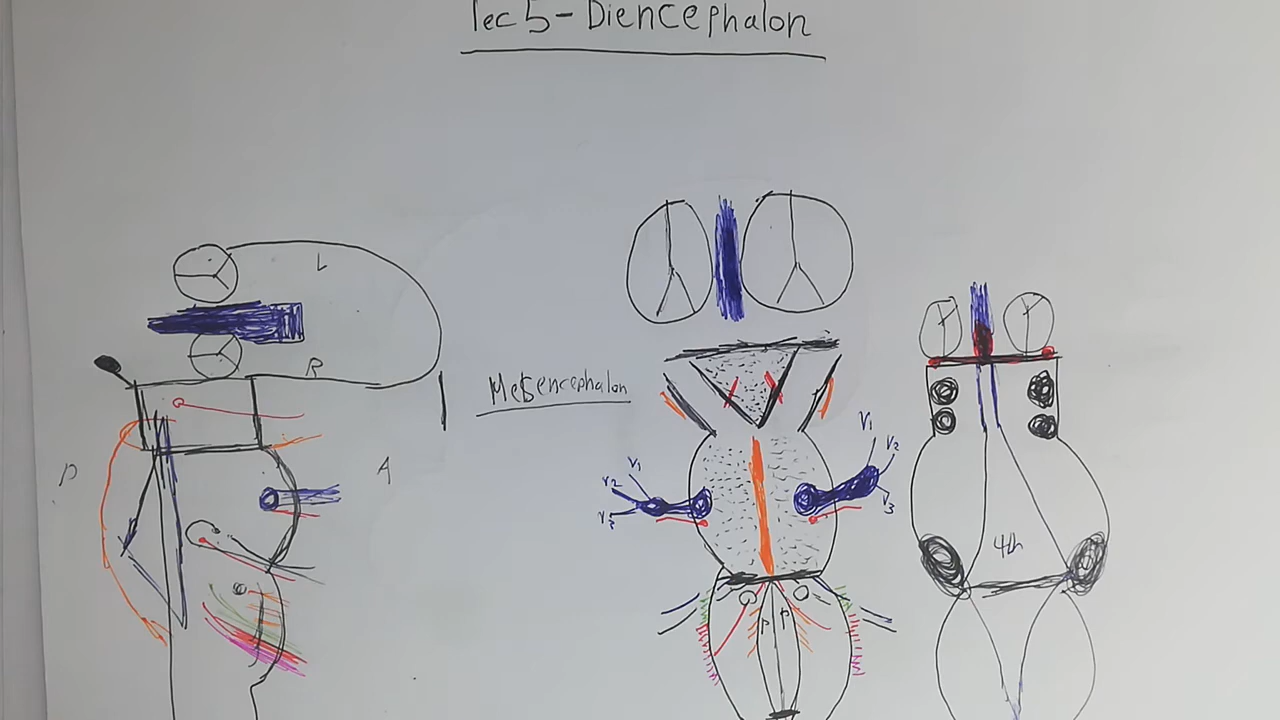 Lec 5 - Diencephalon
L
R
Mesencephalon
P
A
V1
V2
V3
V1
V2
V3
4th
P P